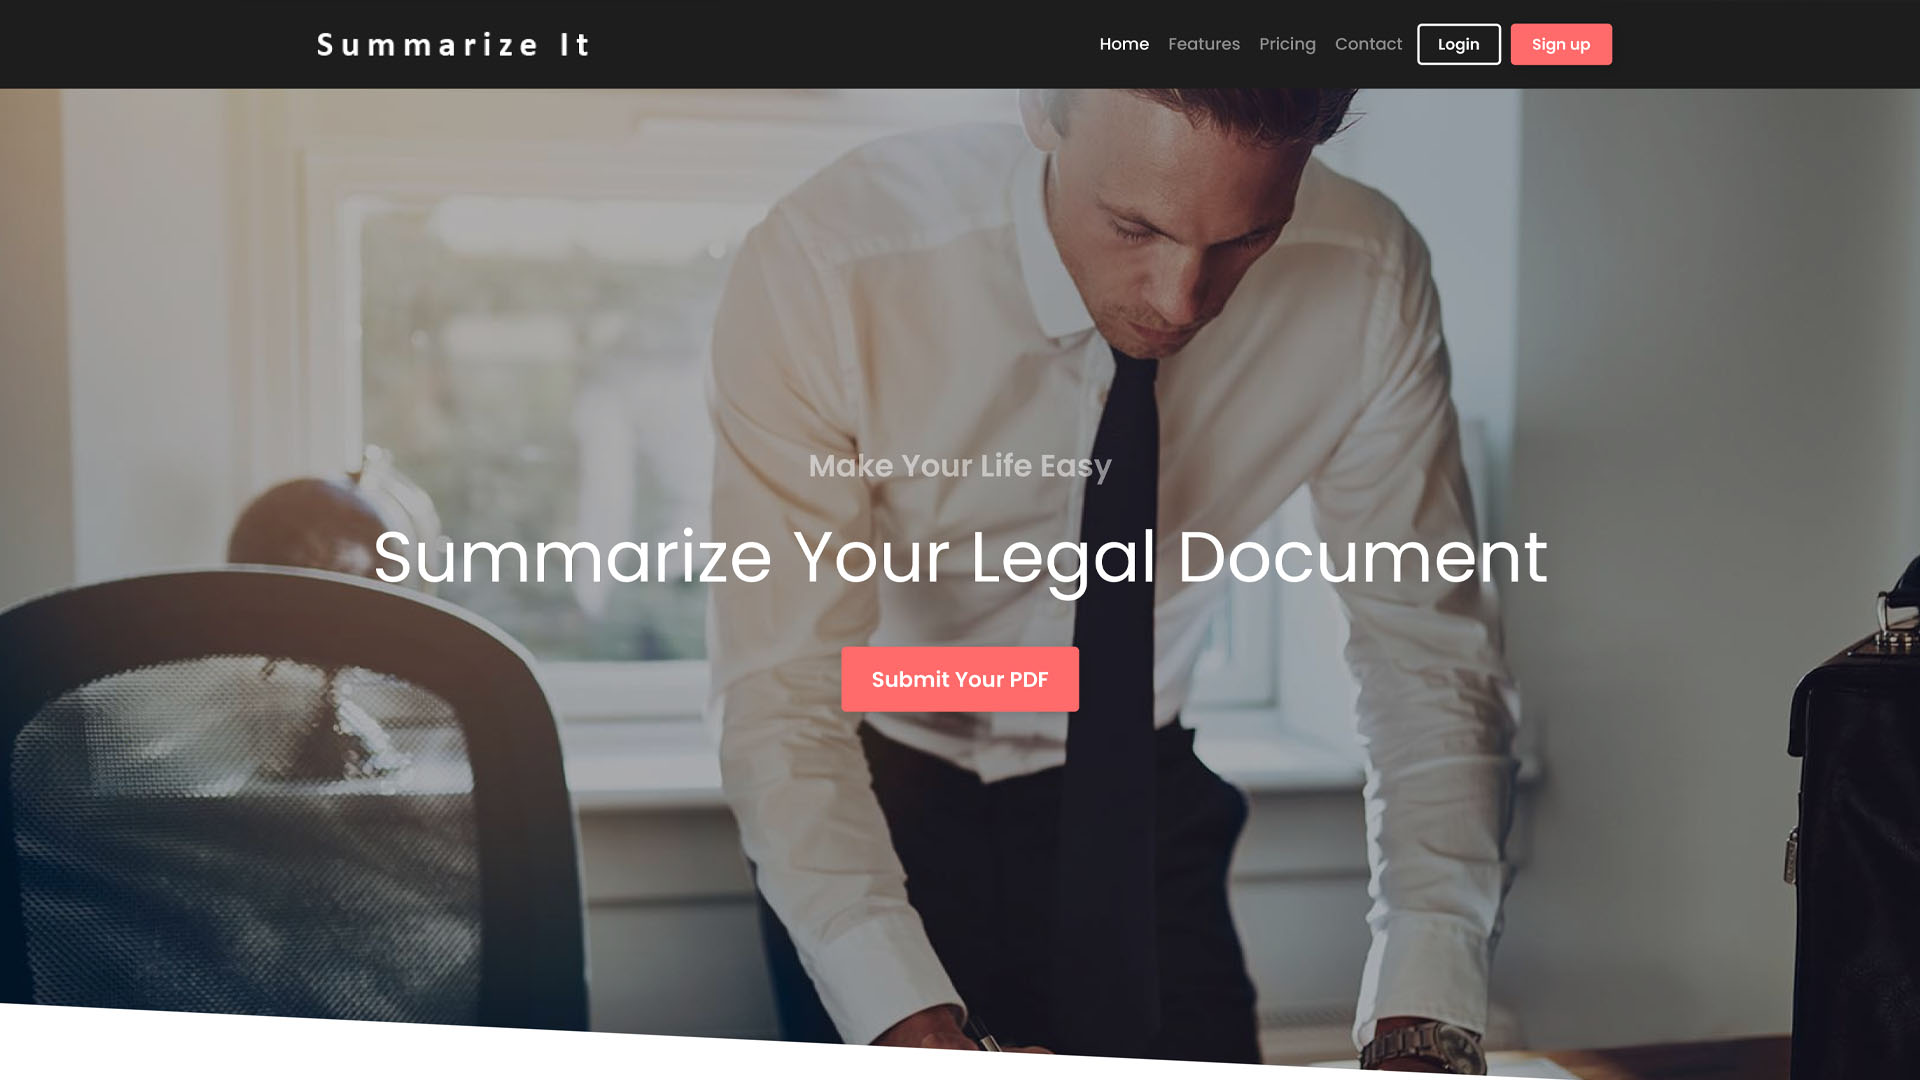 Summarize It
Home Features Pricing Contact Login Sign up
Make Your Life Easy
Summarize Your Legal Document
Submit Your PDF